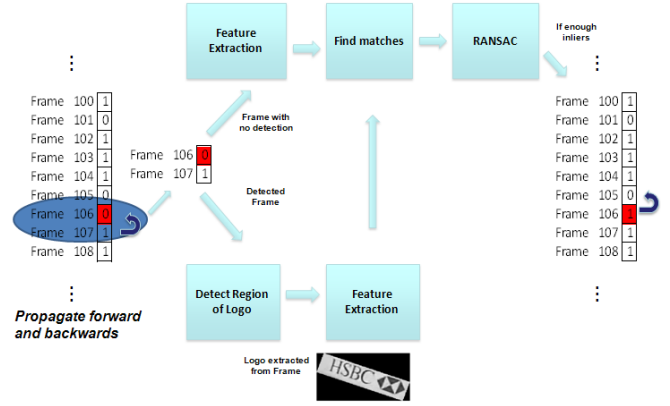 Feature
Extraction
Find matches
RANSAC
If enough
inliers
⋮
Frame 100 1
Frame 101 0
Frame 102 1
Frame 103 1
Frame 104 1
Frame 105 0
Frame 106 0
Frame 107 1
Frame 108 1
⋮
Propagate forward
and backwards
Frame with
no detection
Frame 106 0
Frame 107 1
Detected
Frame
Detect Region
of Logo
Feature
Extraction
Logo extracted
from Frame
HSBC
⋮
Frame 100 1
Frame 101 0
Frame 102 1
Frame 103 1
Frame 104 1
Frame 105 0
Frame 106 1
Frame 107 1
Frame 108 1
⋮